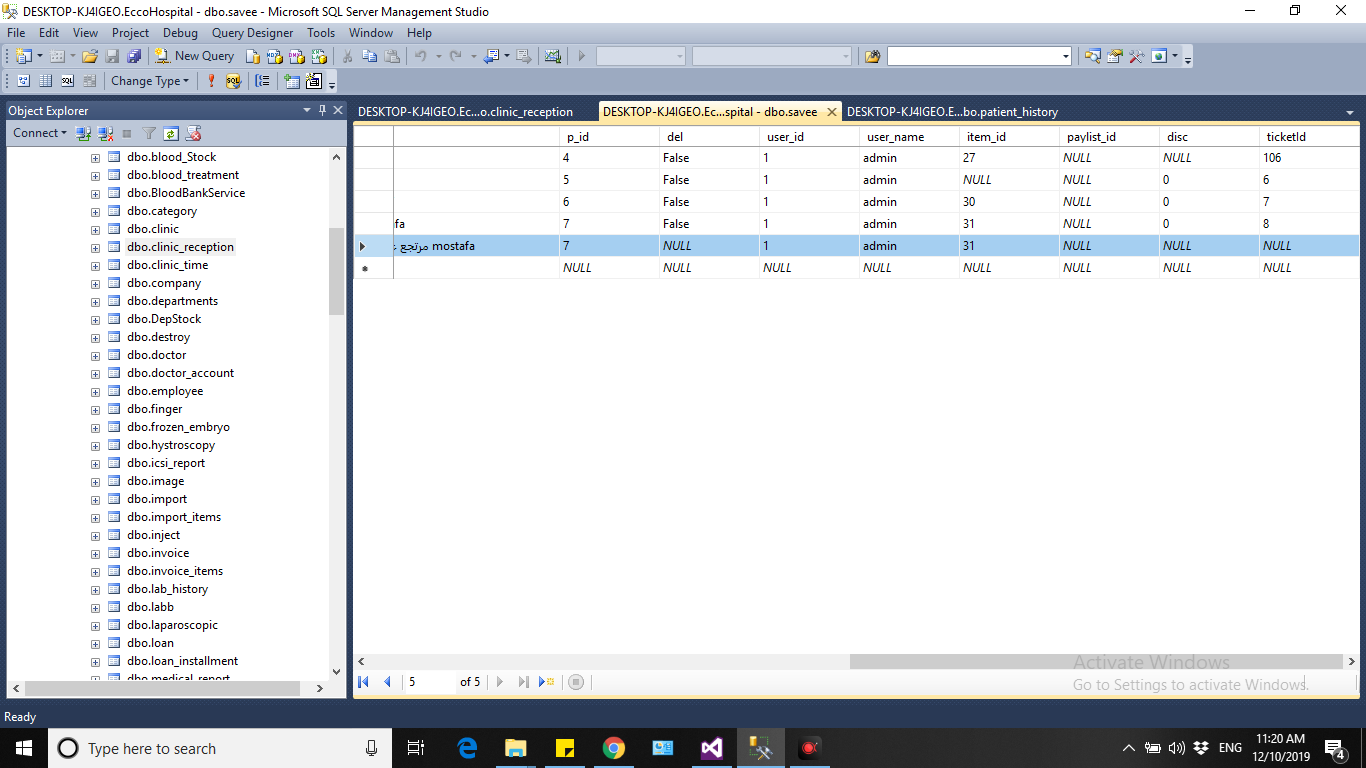 DESKTOP-KJ4IGEO.EccoHospital - dbo.savee - Microsoft SQL Server Management Studio
File Edit View Project Debug Query Designer Tools Window Help
New Query
Change Type
Object Explorer
Connect
dbo.blood_Stock
dbo.blood_treatment
dbo.BloodBankService
dbo.category
dbo.clinic
dbo.clinic_reception
dbo.clinic_time
dbo.company
dbo.departments
dbo.DepStock
dbo.destroy
dbo.doctor
dbo.doctor_account
dbo.employee
dbo.finger
dbo.frozen_embryo
dbo.hystroscopy
dbo.icsi_report
dbo.image
dbo.import
dbo.import_items
dbo.inject
dbo.invoice
dbo.invoice_items
dbo.lab_history
dbo.labb
dbo.laparoscopic
dbo.loan
dbo.loan_installment
dbo.medical_report
DESKTOP-KJ4IGEO.Ec...o.clinic_reception DESKTOP-KJ4IGEO.Ec...spital - dbo.savee DESKTOP-KJ4IGEO.E...bo.patient_history
p_id del user_id user_name item_id paylist_id disc ticketId
4 False 1 admin 27 NULL NULL 106
5 False 1 admin NULL NULL 0 6
6 False 1 admin 30 NULL 0 7
fa 7 False 1 admin 31 NULL 0 8
مرتجع mostafa 7 NULL 1 admin 31 NULL NULL NULL
NULL NULL NULL NULL NULL NULL NULL NULL
5 of 5
Activate Windows
Go to Settings to activate Windows.
Ready
Type here to search
ENG
11:20 AM
12/10/2019
4